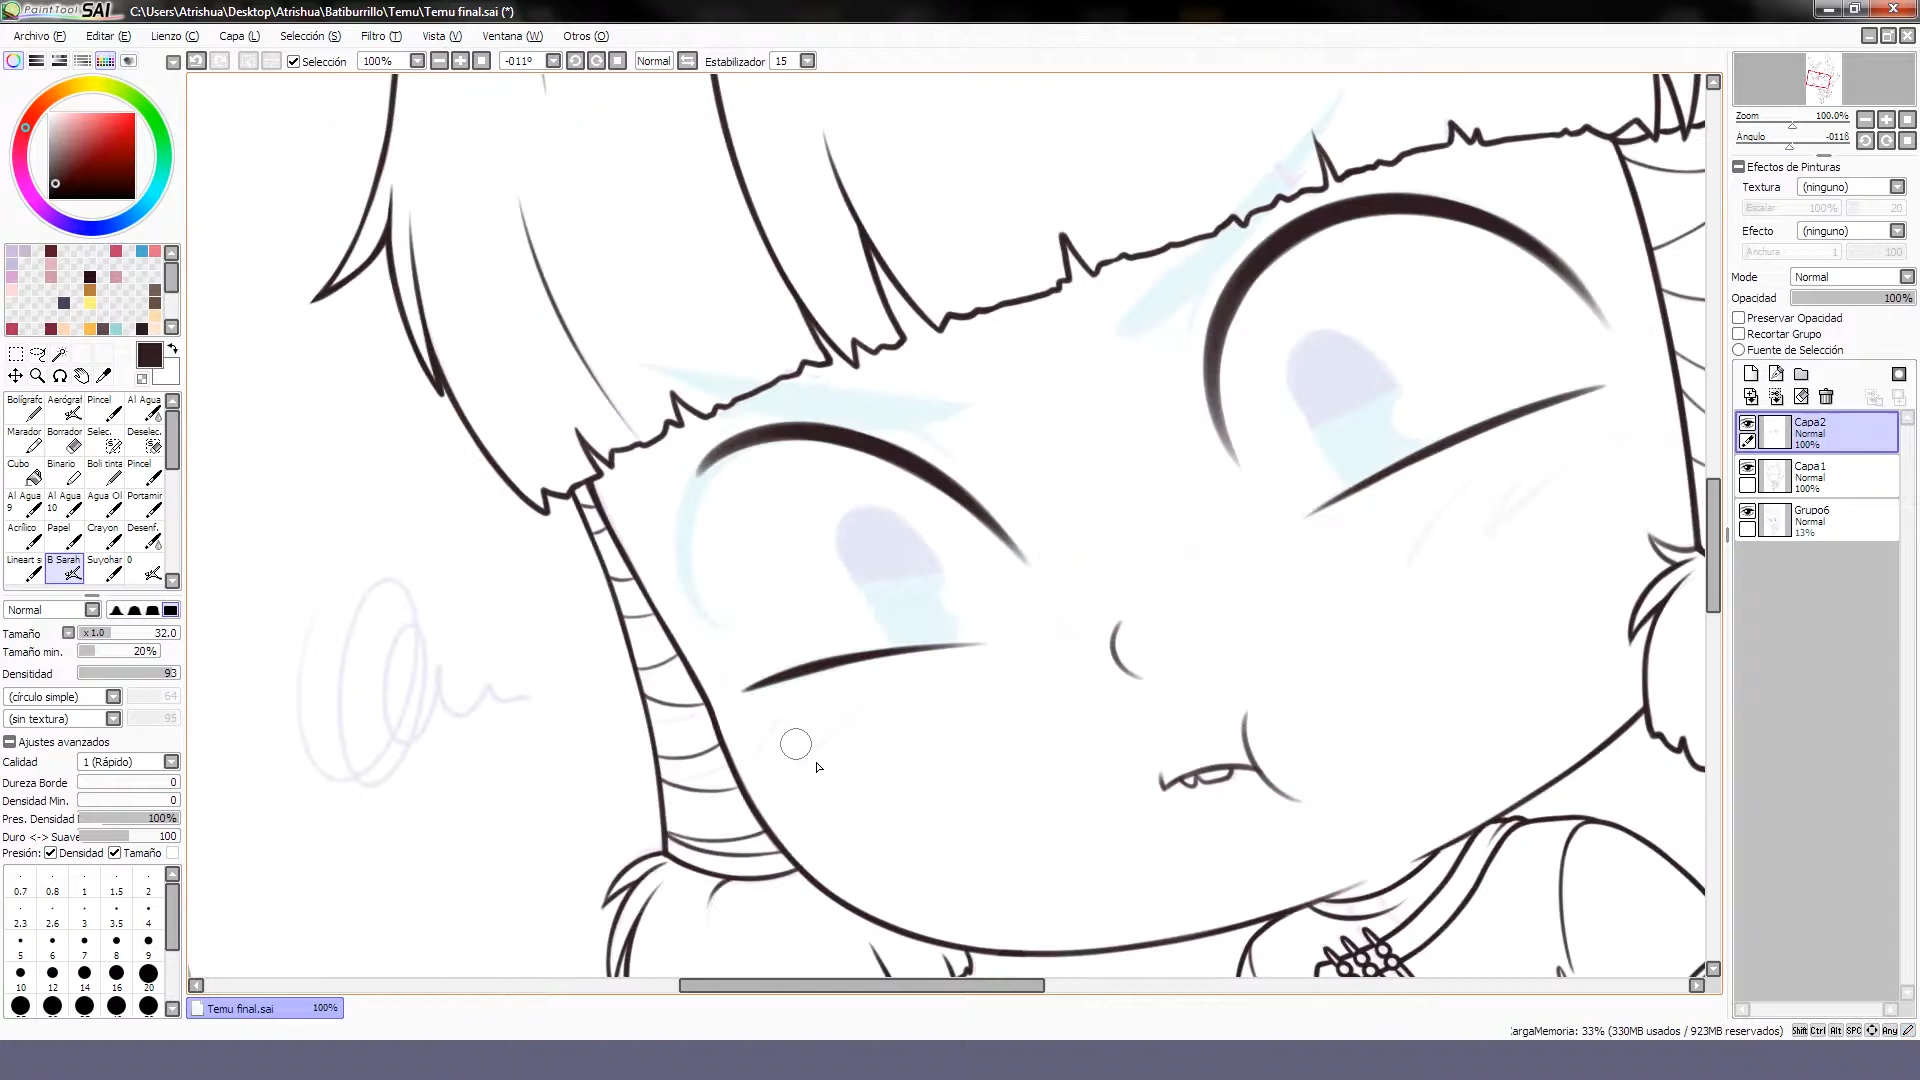 PaintTool SAI C:\Users\Atrishua\Desktop\Atrishua\Batiburrillo\Temu\Temu final.sai (*)
Archivo (F) Editar (E) Lienzo (C) Capa (L) Selección (S) Filtro (T) Vista (V) Ventana (W) Otros (O)
Selección 100% -011º Normal Estabilizador 15
Zoom 100.0%
Ángulo -011ß
Efectos de Pinturas
Textura (ninguno)
Escalar 100% 20
Efecto (ninguno)
Anchura 1 100
Mode Normal
Opacidad 100%
Preservar Opacidad
Recortar Grupo
Fuente de Selección
Capa2
Normal
100%
Capa1
Normal
100%
Grupo6
Normal
13%
Bolígrafc Aerógraf Pincel Al Agua
Marador Borrador Selec. Deselec.
Cubo Binario Boli tinta Pincel
Al Agua 9 Al Agua 10 Agua Ol Portamir
Acrílico Papel Crayon Desenf.
Lineart s B Sarah Suyohar 0
Normal
Tamaño x 1.0 32.0
Tamaño min. 20%
Densitidad 93
(círculo simple) 64
(sin textura) 95
Ajustes avanzados
Calidad 1 (Rápido)
Dureza Borde 0
Densidad Min. 0
Pres. Densidad 100%
Duro <-> Suave 100
Presión: Densidad Tamaño
0.7 0.8 1 1.5 2
2.3 2.6 3 3.5 4
5 6 7 8 9
10 12 14 16 20
Temu final.sai 100%
CargaMemoria: 33% (330MB usados / 923MB reservados) Shift Ctrl Alt SPC Any